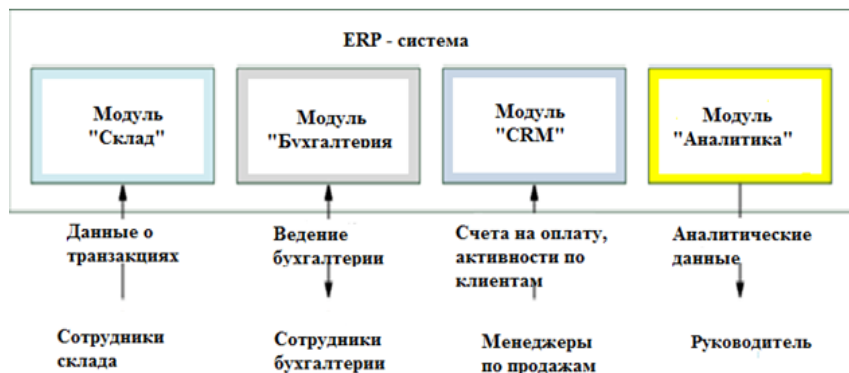 ERP - система
Модуль
"Склад"
Модуль
"Бухгалтерия
Модуль
"CRM"
Модуль
"Аналитика"
Данные о
транзакциях
Ведение
бухгалтерии
Счета на оплату,
активности по
клиентам
Аналитические
данные
Сотрудники
склада
Сотрудники
бухгалтерии
Менеджеры
по продажам
Руководитель